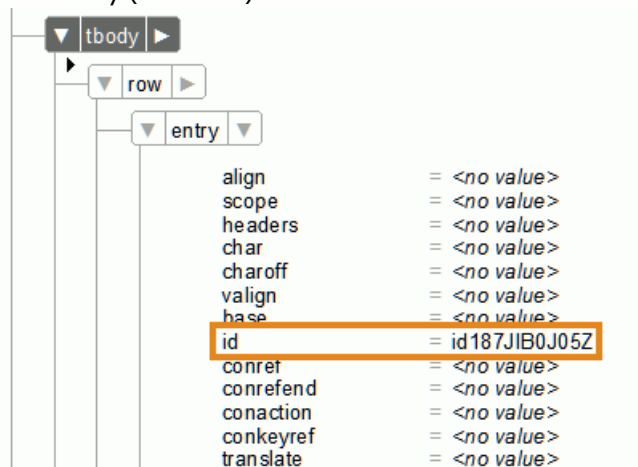 tbody
row
entry
align = <no value>
scope = <no value>
headers = <no value>
char = <no value>
charoff = <no value>
valign = <no value>
base = <no value>
id = id187JIB0J05Z
conref = <no value>
conrefend = <no value>
conaction = <no value>
conkeyref = <no value>
translate = <no value>